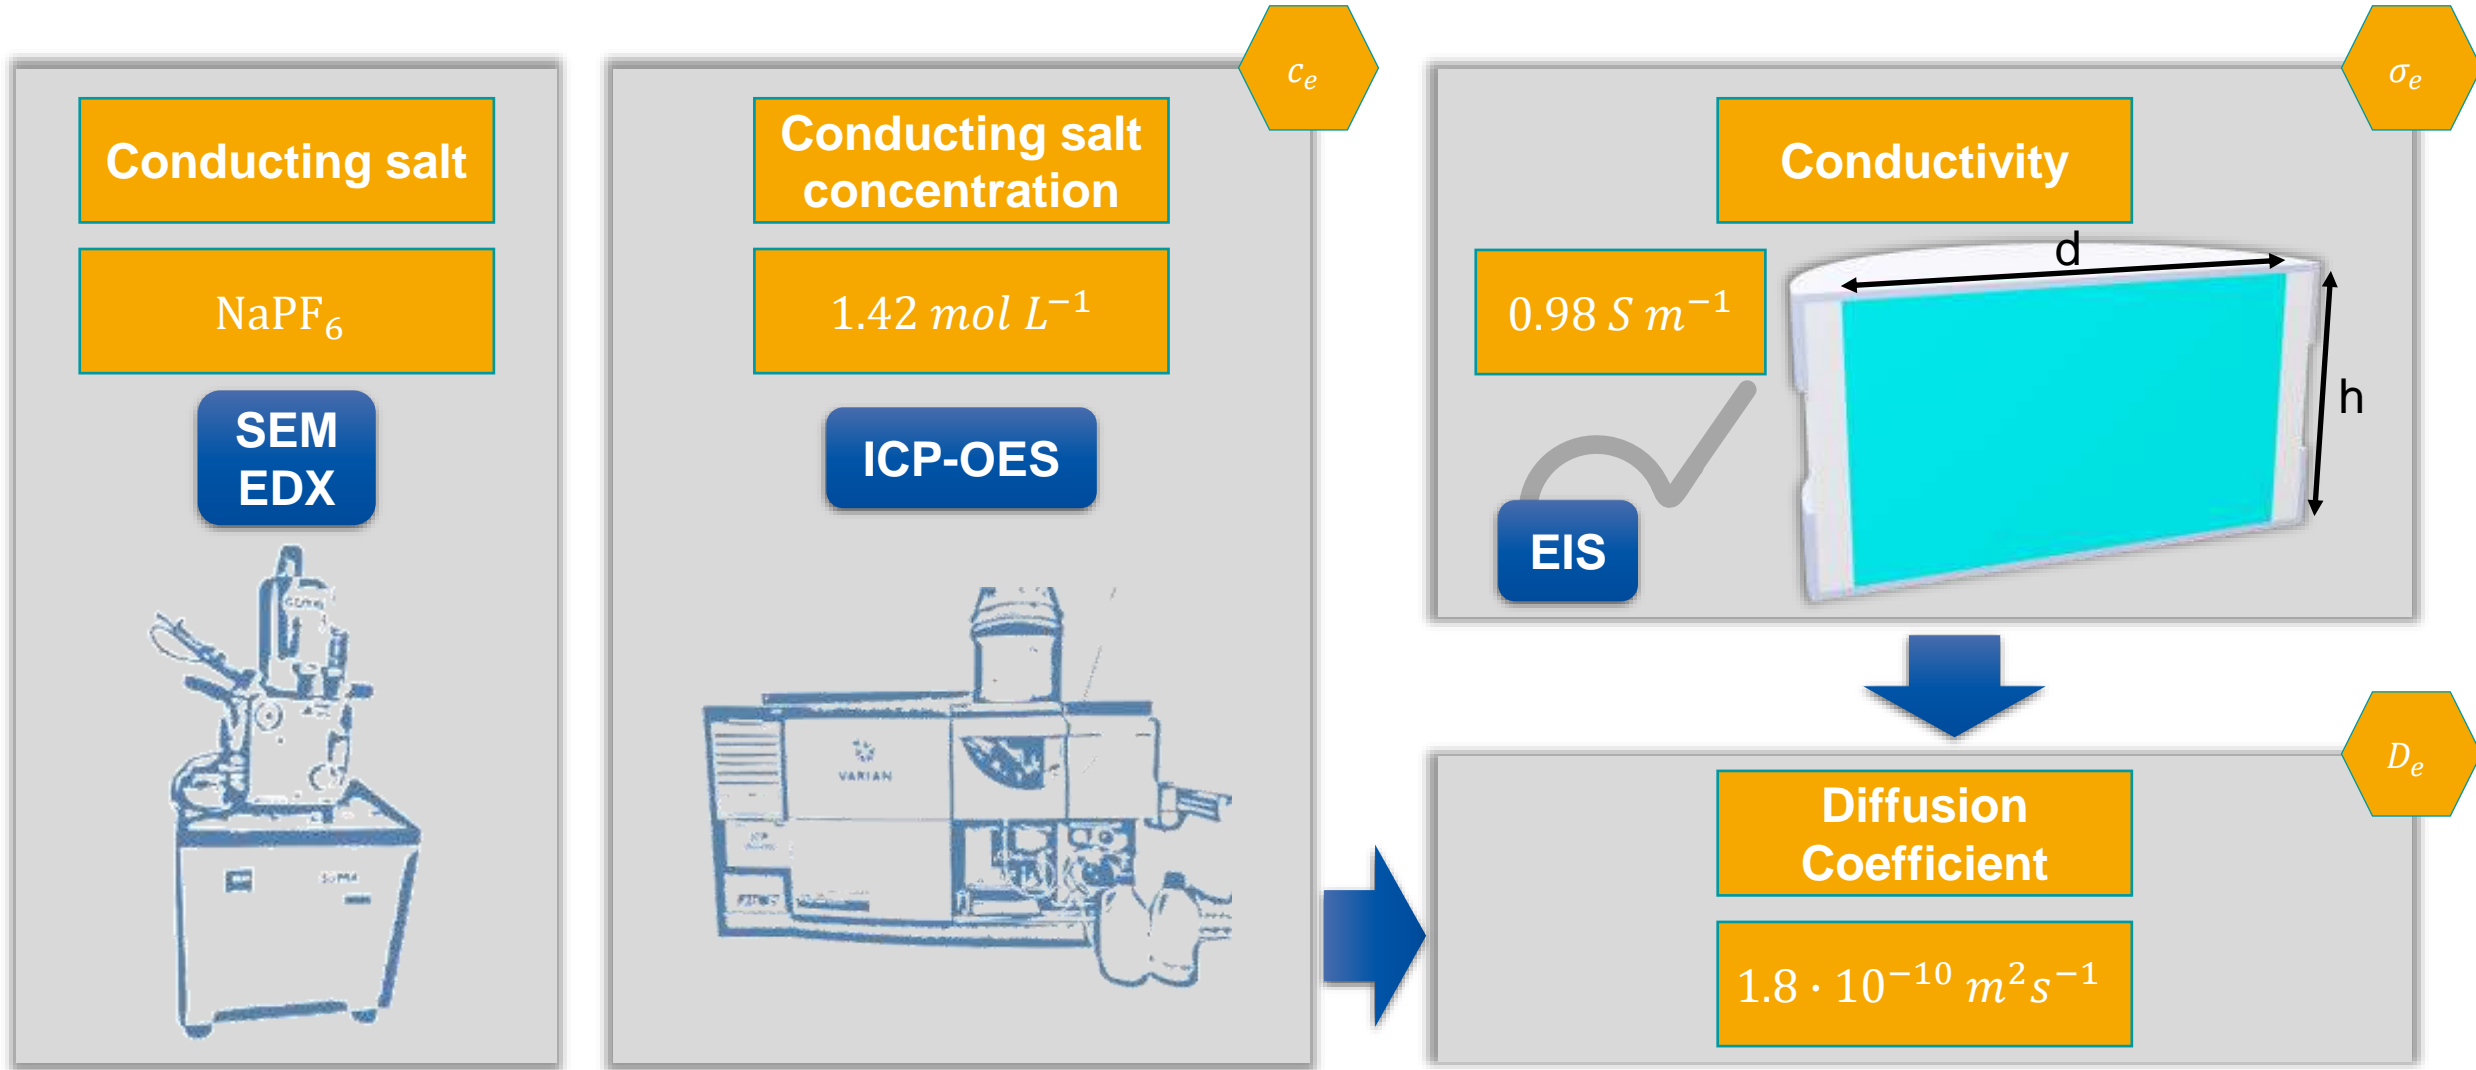 Conducting salt
NaPF₆
SEM
EDX
SUPRA
c_e
Conducting salt
concentration
1.42 mol L⁻¹
ICP-OES
VARIAN
σ_e
Conductivity
0.98 S m⁻¹
d
h
EIS
D_e
Diffusion
Coefficient
1.8 · 10⁻¹⁰ m²s⁻¹